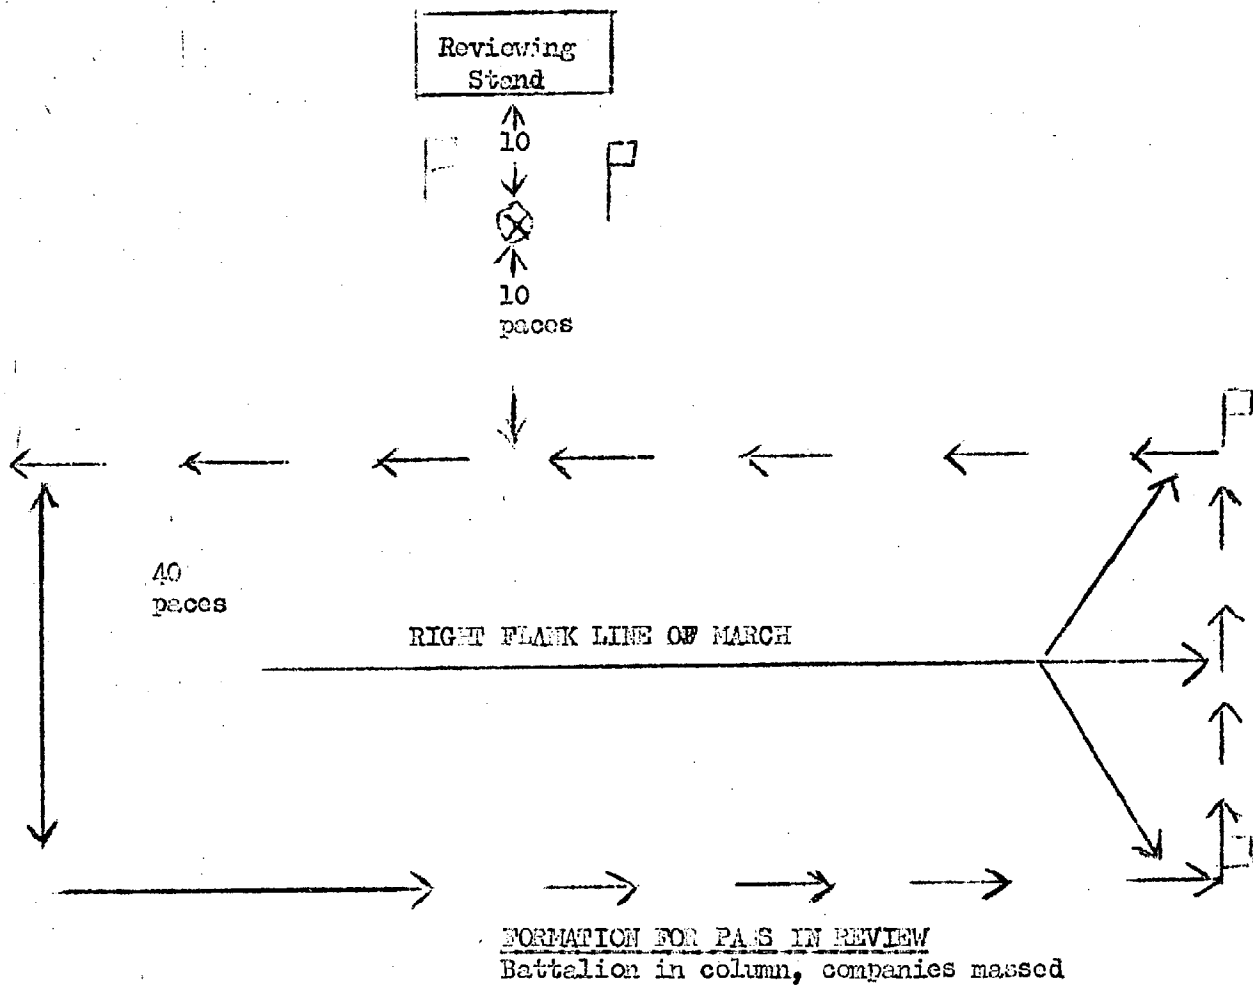 Reviewing
Stand
10
10
paces
40
paces
RIGHT FLANK LINE OF MARCH
FORMATION FOR PASS IN REVIEW
Battalion in column, companies massed